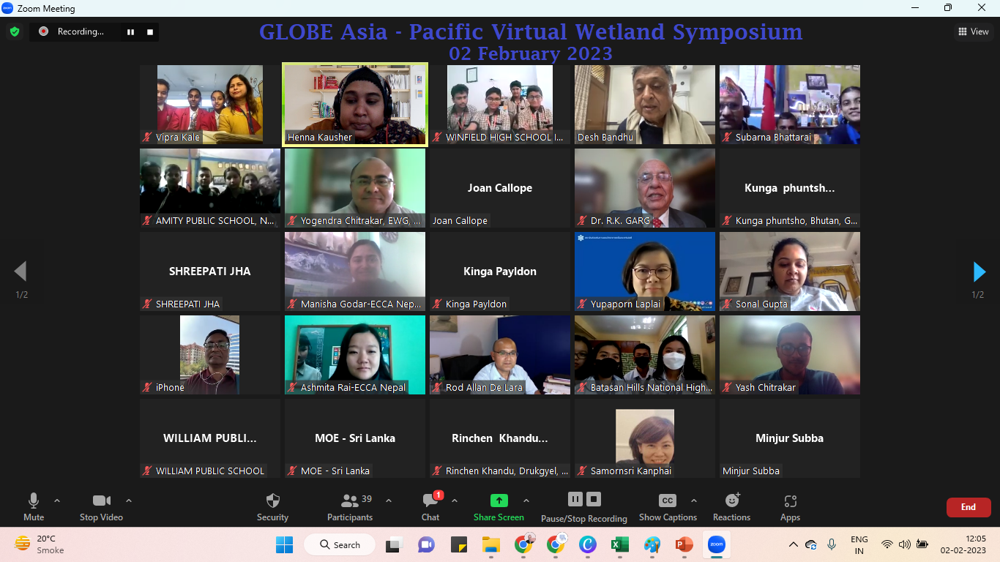 Zoom Meeting
Recording...
GLOBE Asia - Pacific Virtual Wetland Symposium
02 February 2023
View
Vipra Kale
Henna Kausher
WINFIELD HIGH SCHOOL I...
Desh Bandhu
Subarna Bhattarai
AMITY PUBLIC SCHOOL, N...
Yogendra Chitrakar, EWG, ...
Joan Callope
Joan Callope
Dr. R.K. GARG
Kunga phuntsh...
Kunga phuntsho, Bhutan, G...
SHREEPATI JHA
SHREEPATI JHA
Manisha Godar-ECCA Nep...
Kinga Payldon
Kinga Payldon
Yupaporn Laplai
Sonal Gupta
1/2
1/2
iPhone
Ashmita Rai-ECCA Nepal
Rod Allan De Lara
Batasan Hills National High...
Yash Chitrakar
WILLIAM PUBLI...
WILLIAM PUBLIC SCHOOL
MOE - Sri Lanka
MOE - Sri Lanka
Rinchen Khandu...
Rinchen Khandu, Drukgyel, ...
Samornsri Kanphai
Minjur Subba
Minjur Subba
Mute
Stop Video
Security
39
Participants
1
Chat
Share Screen
Pause/Stop Recording
CC
Show Captions
Reactions
Apps
End
20°C
Smoke
Search
zoom
ENG
IN
12:05
02-02-2023